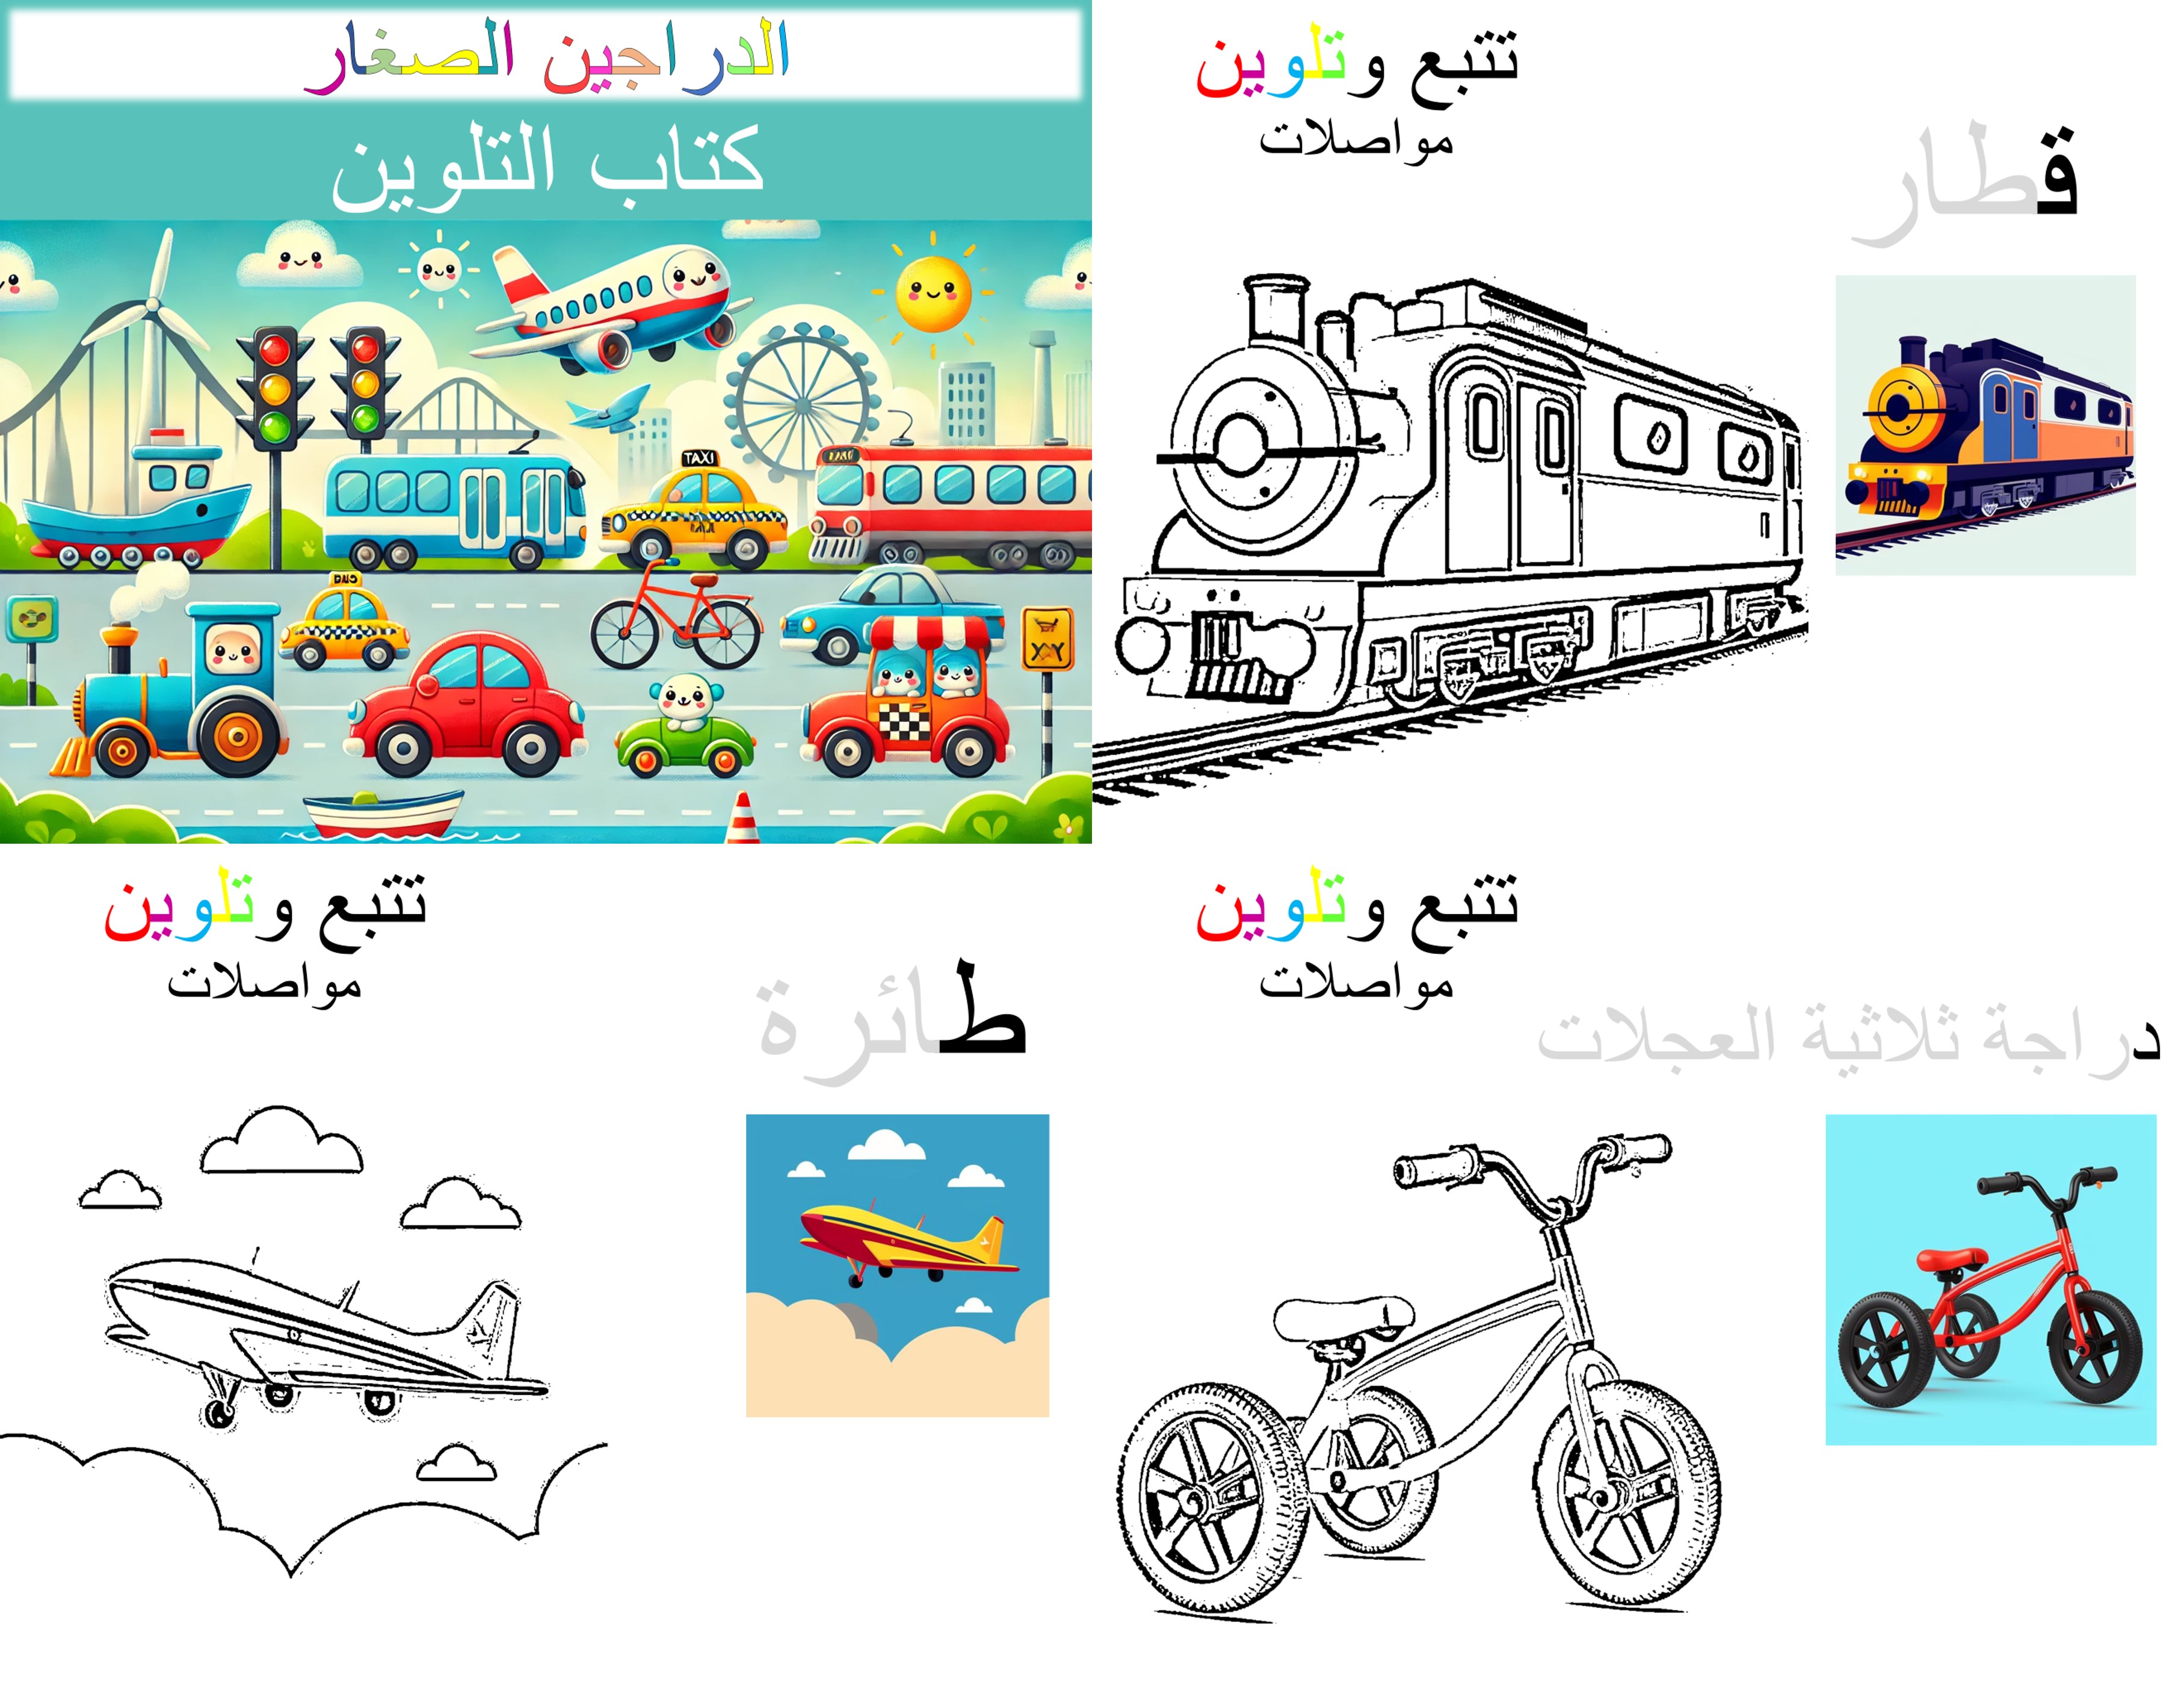 الدراجين الصغار
كتاب التلوين
TAXI
تتبع وتلوين
مواصلات
قطار
تتبع وتلوين
مواصلات
طائرة
تتبع وتلوين
مواصلات
دراجة ثلاثية العجلات